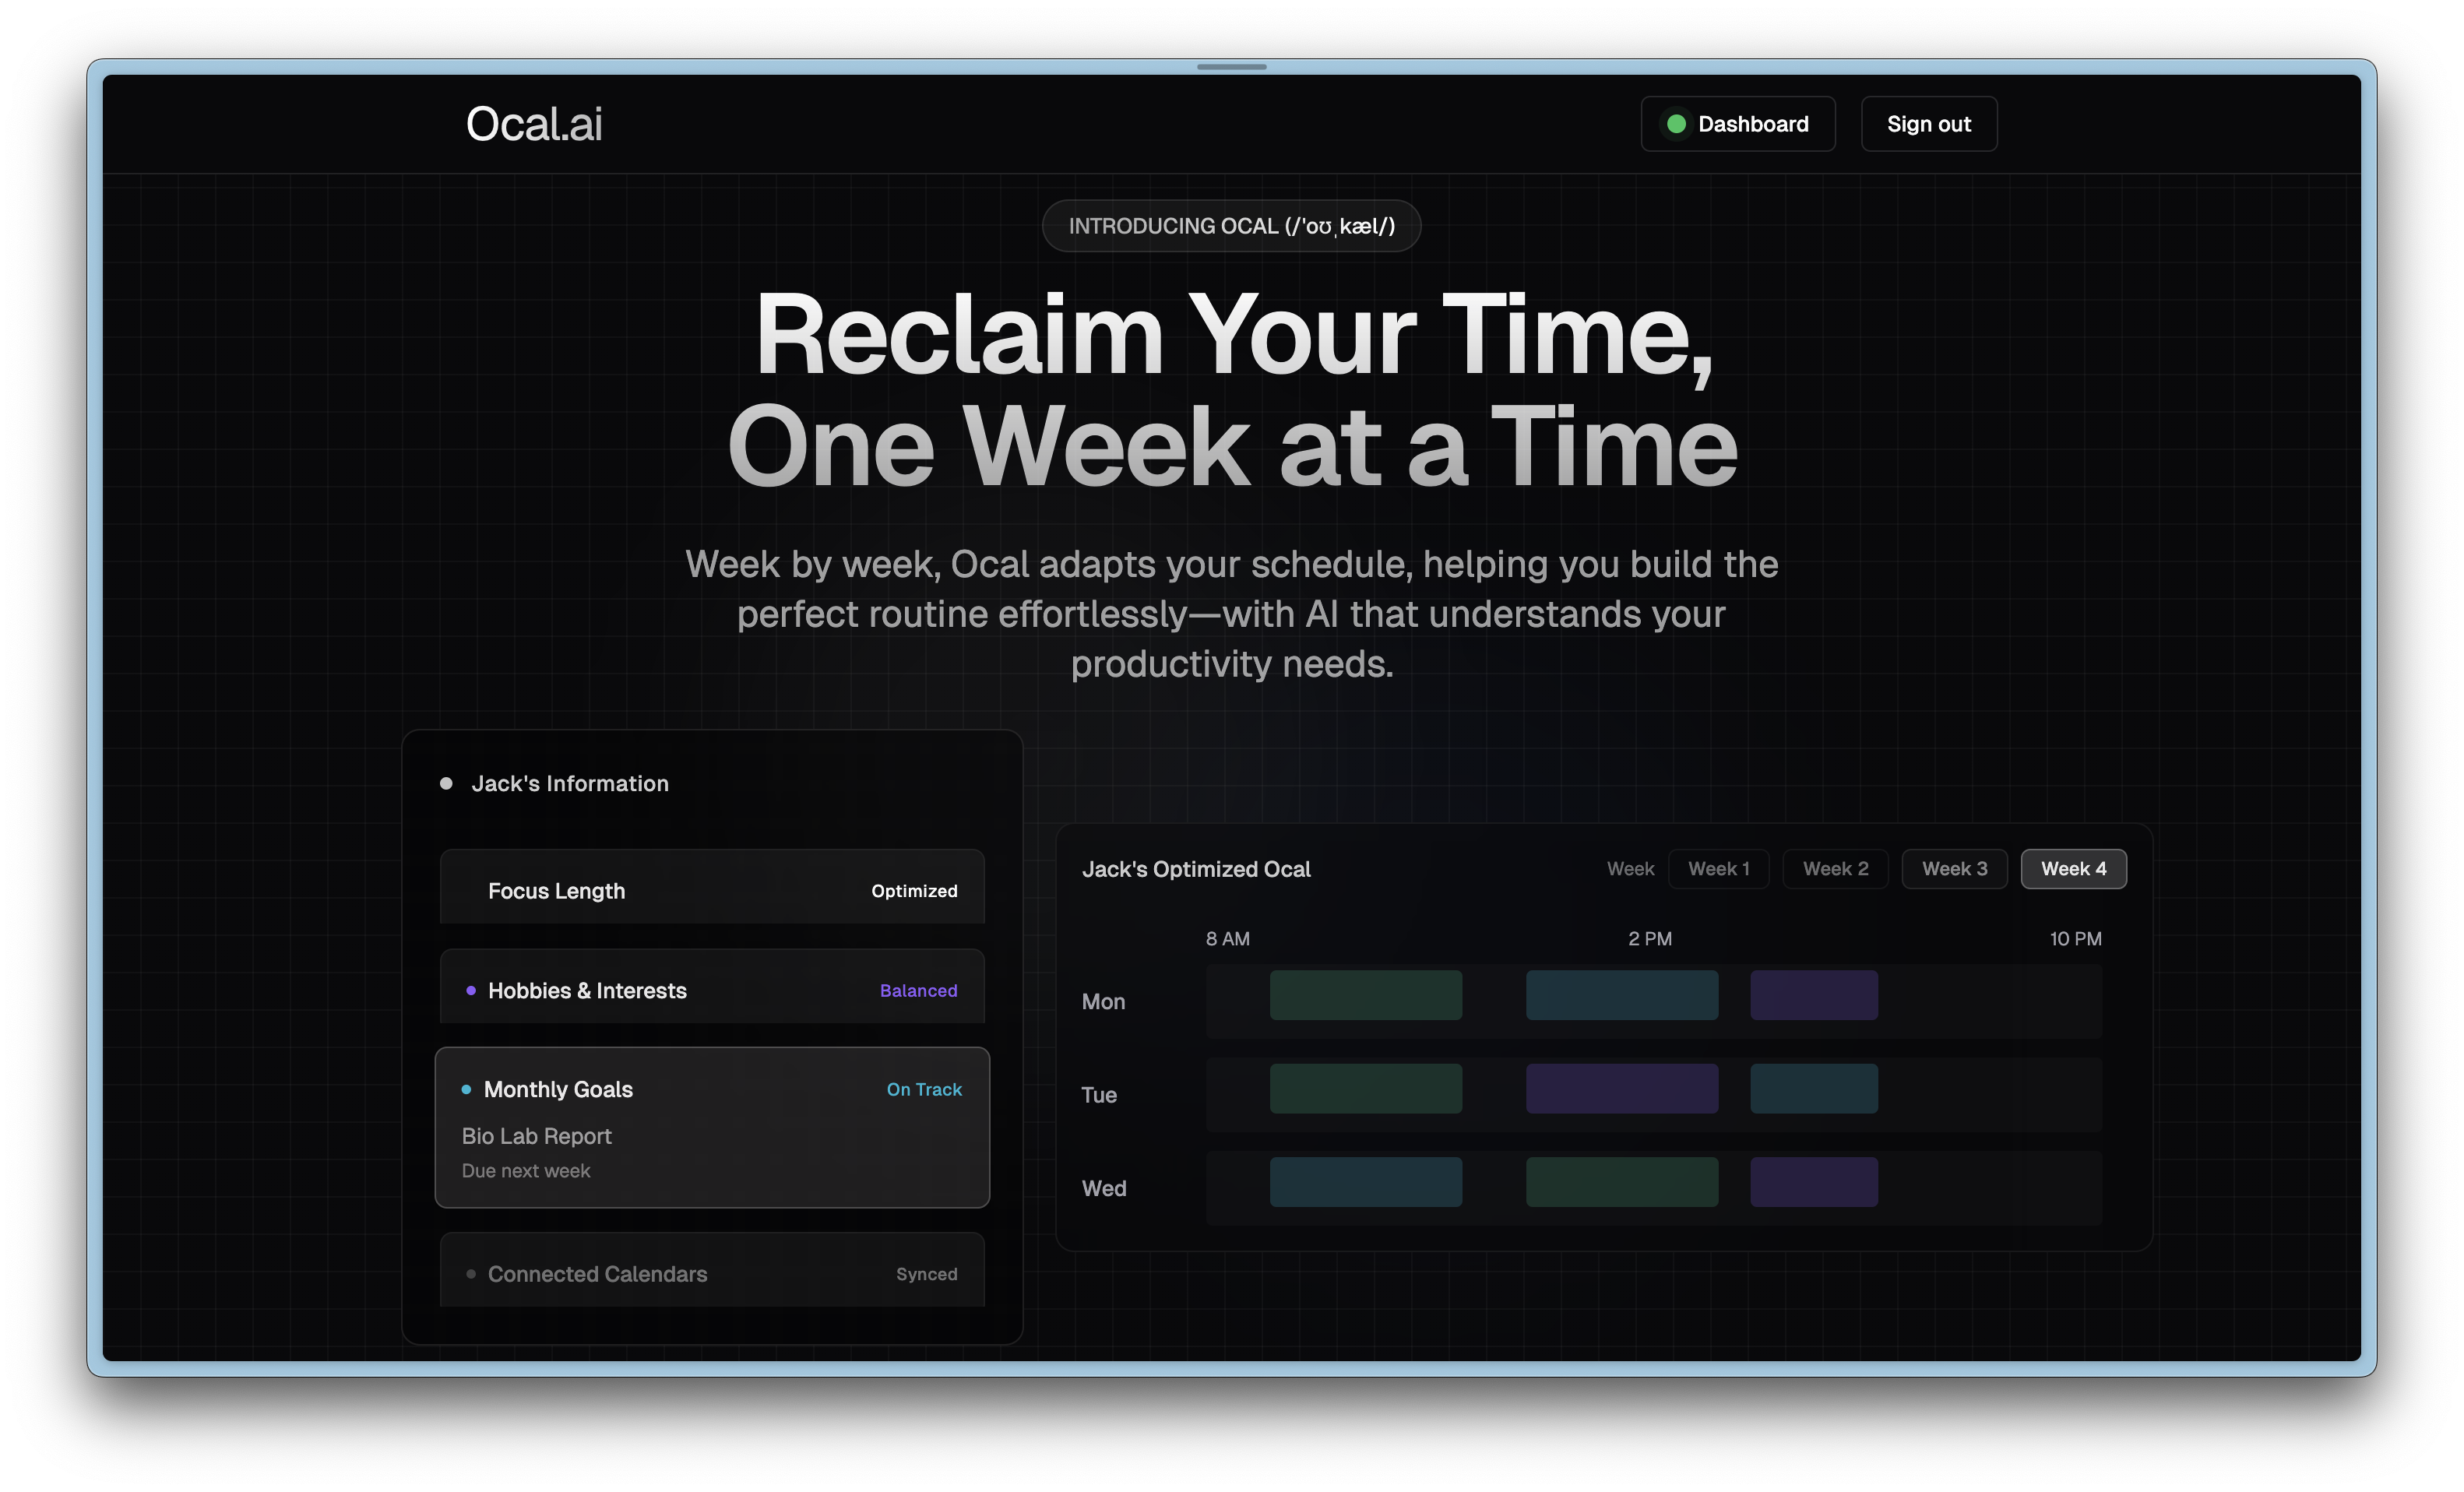 Ocal.ai
Dashboard
Sign out
INTRODUCING OCAL (/ˈoʊˌkæl/)
Reclaim Your Time,
One Week at a Time
Week by week, Ocal adapts your schedule, helping you build the
perfect routine effortlessly—with AI that understands your
productivity needs.
Jack's Information
Focus Length
Optimized
Hobbies & Interests
Balanced
Monthly Goals
On Track
Bio Lab Report
Due next week
Connected Calendars
Synced
Jack's Optimized Ocal
Week
Week 1
Week 2
Week 3
Week 4
8 AM
2 PM
10 PM
Mon
Tue
Wed